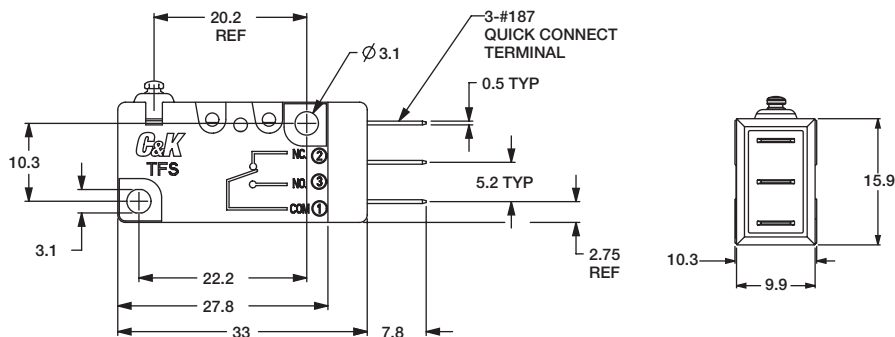 20.2
REF
3-#187
QUICK CONNECT
TERMINAL
Ø3.1
0.5 TYP
C&K
TFS
NC. ②
NO. ③
COM ①
10.3
3.1
5.2 TYP
2.75
REF
22.2
27.8
33
7.8
15.9
10.3
9.9